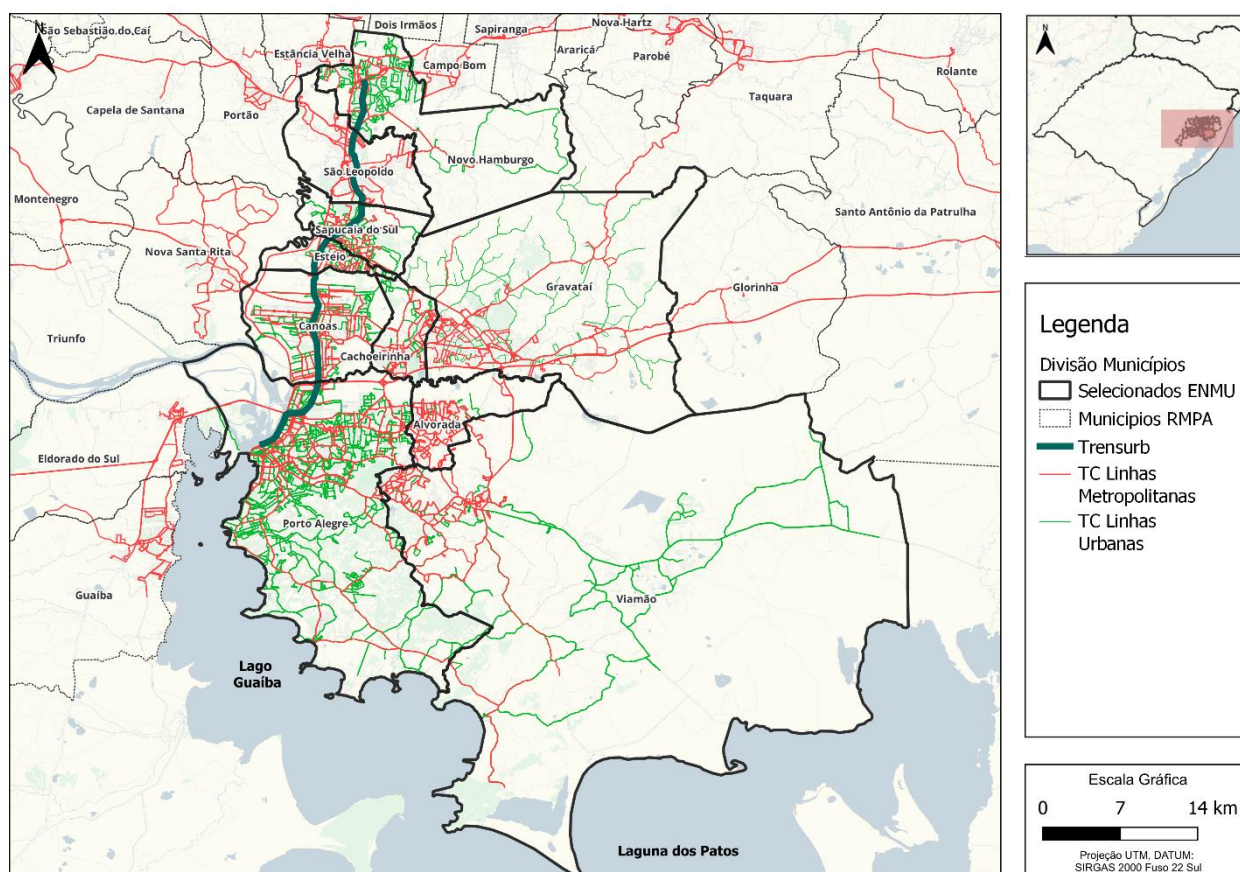 N
São Sebastião do Caí
Dois Irmãos
Sapiranga
Nova Hartz
Estância Velha
Campo Bom
Araricá
Parobé
Rolante
Capela de Santana
Portão
Taquara
Novo Hamburgo
São Leopoldo
Montenegro
Santo Antônio da Patrulha
Sapucaia do Sul
Nova Santa Rita
Esteio
Gravataí
Glorinha
Triunfo
Canoas
Cachoeirinha
Alvorada
Eldorado do Sul
Porto Alegre
Guaíba
Viamão
Lago
Guaíba
Laguna dos Patos
N
Legenda
Divisão Municípios
Selecionados ENMU
Municipios RMPA
Trensurb
TC Linhas
Metropolitanas
TC Linhas
Urbanas
Escala Gráfica
0 7 14 km
Projeção UTM, DATUM:
SIRGAS 2000 Fuso 22 Sul